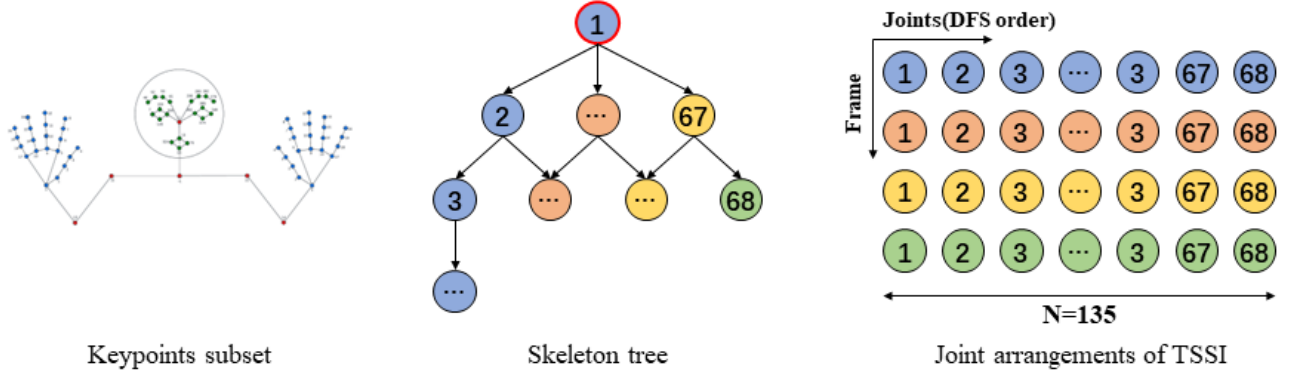 1
2 ... 67
3 ... ... 68
...
Joints(DFS order)
Frame
1 2 3 ... 3 67 68
1 2 3 ... 3 67 68
1 2 3 ... 3 67 68
1 2 3 ... 3 67 68
N=135
Keypoints subset
Skeleton tree
Joint arrangements of TSSI